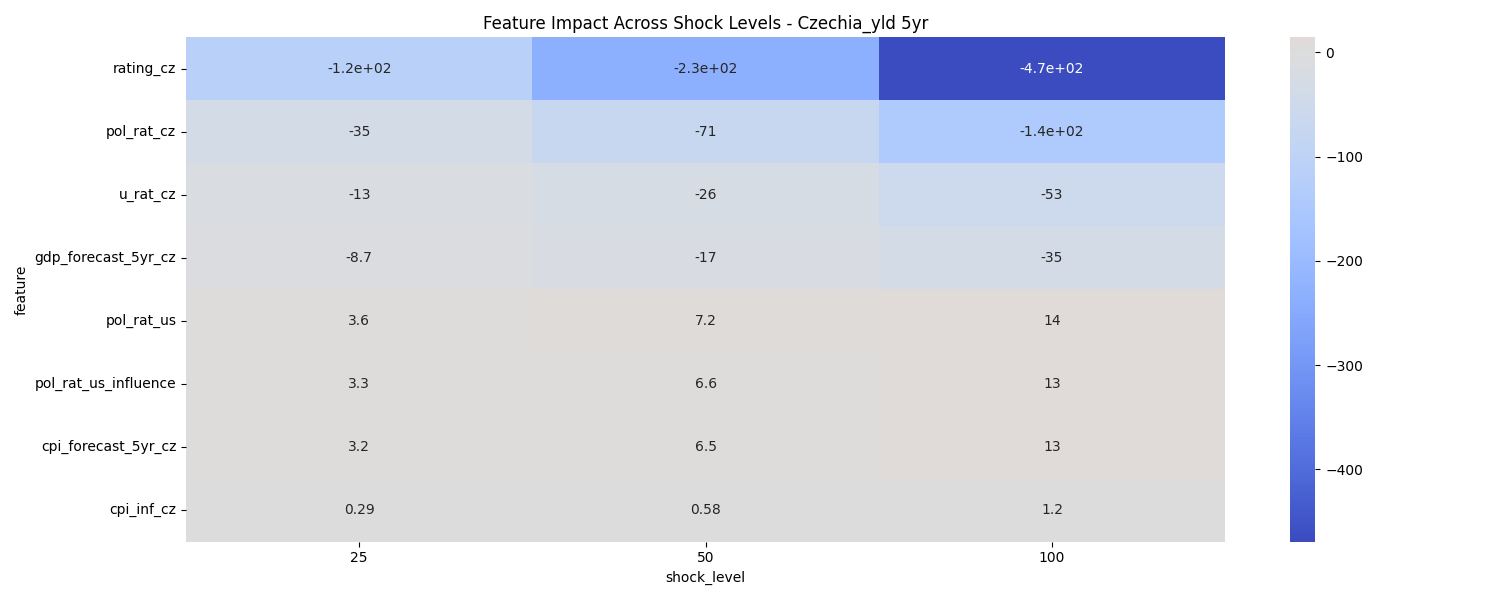 Feature Impact Across Shock Levels - Czechia_yld 5yr
feature
rating_cz -1.2e+02 -2.3e+02 -4.7e+02
pol_rat_cz -35 -71 -1.4e+02
u_rat_cz -13 -26 -53
gdp_forecast_5yr_cz -8.7 -17 -35
pol_rat_us 3.6 7.2 14
pol_rat_us_influence 3.3 6.6 13
cpi_forecast_5yr_cz 3.2 6.5 13
cpi_inf_cz 0.29 0.58 1.2
25 50 100
shock_level
0
−100
−200
−300
−400